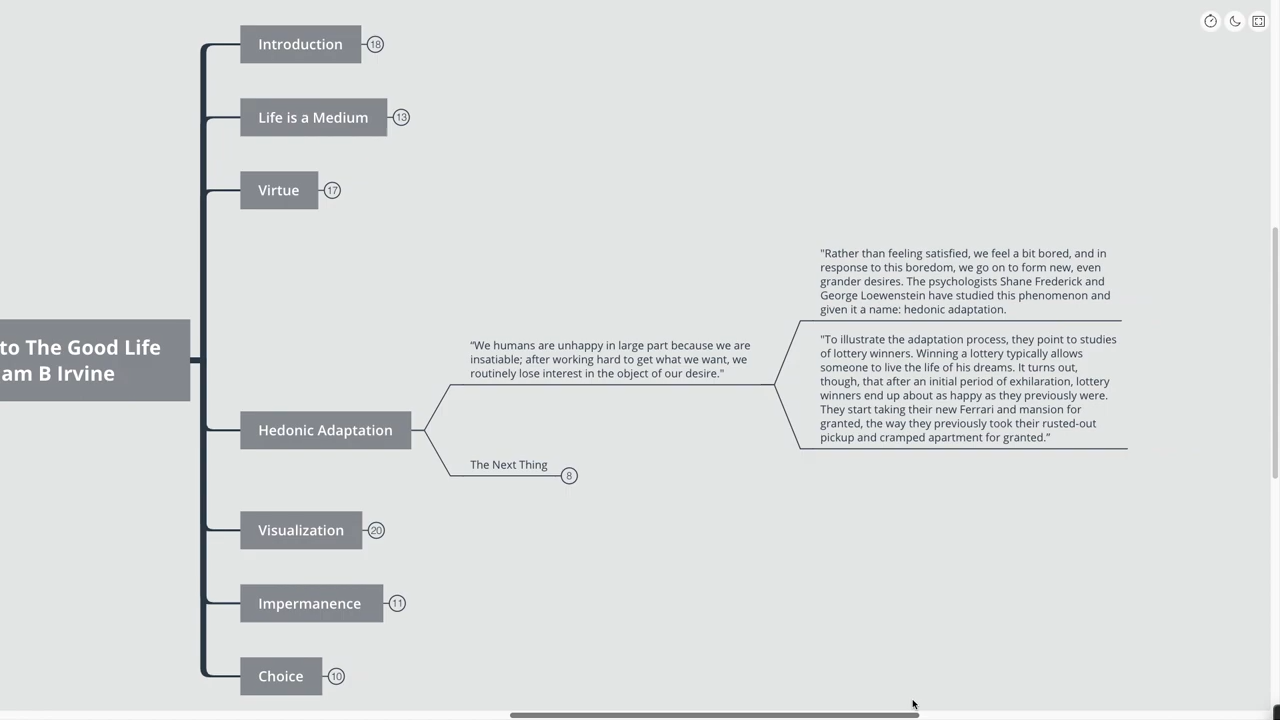 to The Good Life
am B Irvine
Introduction
18
Life is a Medium
13
Virtue
17
Hedonic Adaptation
“We humans are unhappy in large part because we are
insatiable; after working hard to get what we want, we
routinely lose interest in the object of our desire."
"Rather than feeling satisfied, we feel a bit bored, and in
response to this boredom, we go on to form new, even
grander desires. The psychologists Shane Frederick and
George Loewenstein have studied this phenomenon and
given it a name: hedonic adaptation.
"To illustrate the adaptation process, they point to studies
of lottery winners. Winning a lottery typically allows
someone to live the life of his dreams. It turns out,
though, that after an initial period of exhilaration, lottery
winners end up about as happy as they previously were.
They start taking their new Ferrari and mansion for
granted, the way they previously took their rusted-out
pickup and cramped apartment for granted.”
The Next Thing
8
Visualization
20
Impermanence
11
Choice
10